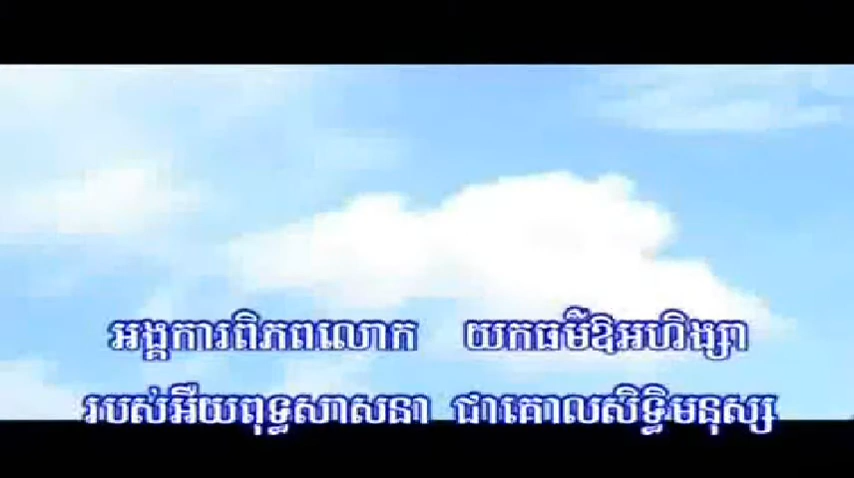 អង្គការពិភពលោក យកធម៌ឱអហិង្សា
របស់អឺយពុទ្ធសាសនា ជាគោលសិទ្ធិមនុស្ស